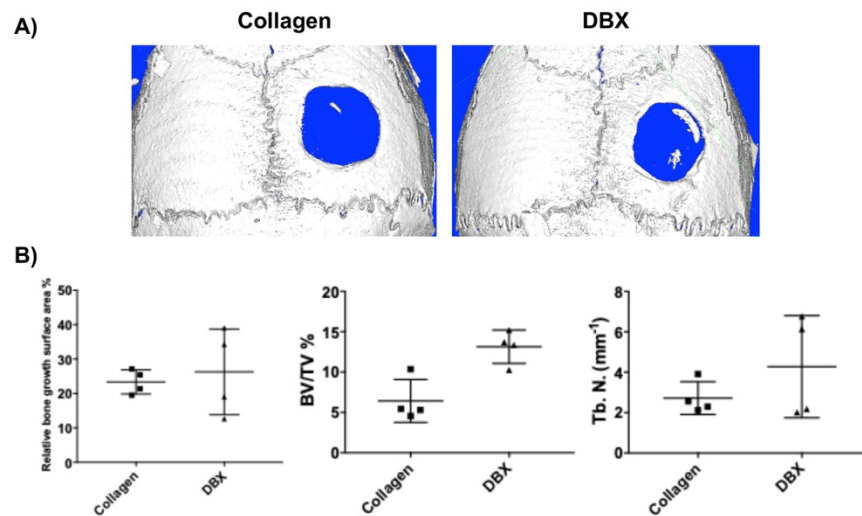 A)
Collagen DBX
B)
Relative bone growth surface area %
50
40
30
20
10
0
Collagen
DBX
BV/TV %
20
15
10
5
0
Collagen
DBX
Tb. N. (mm⁻¹)
8
6
4
2
0
Collagen
DBX